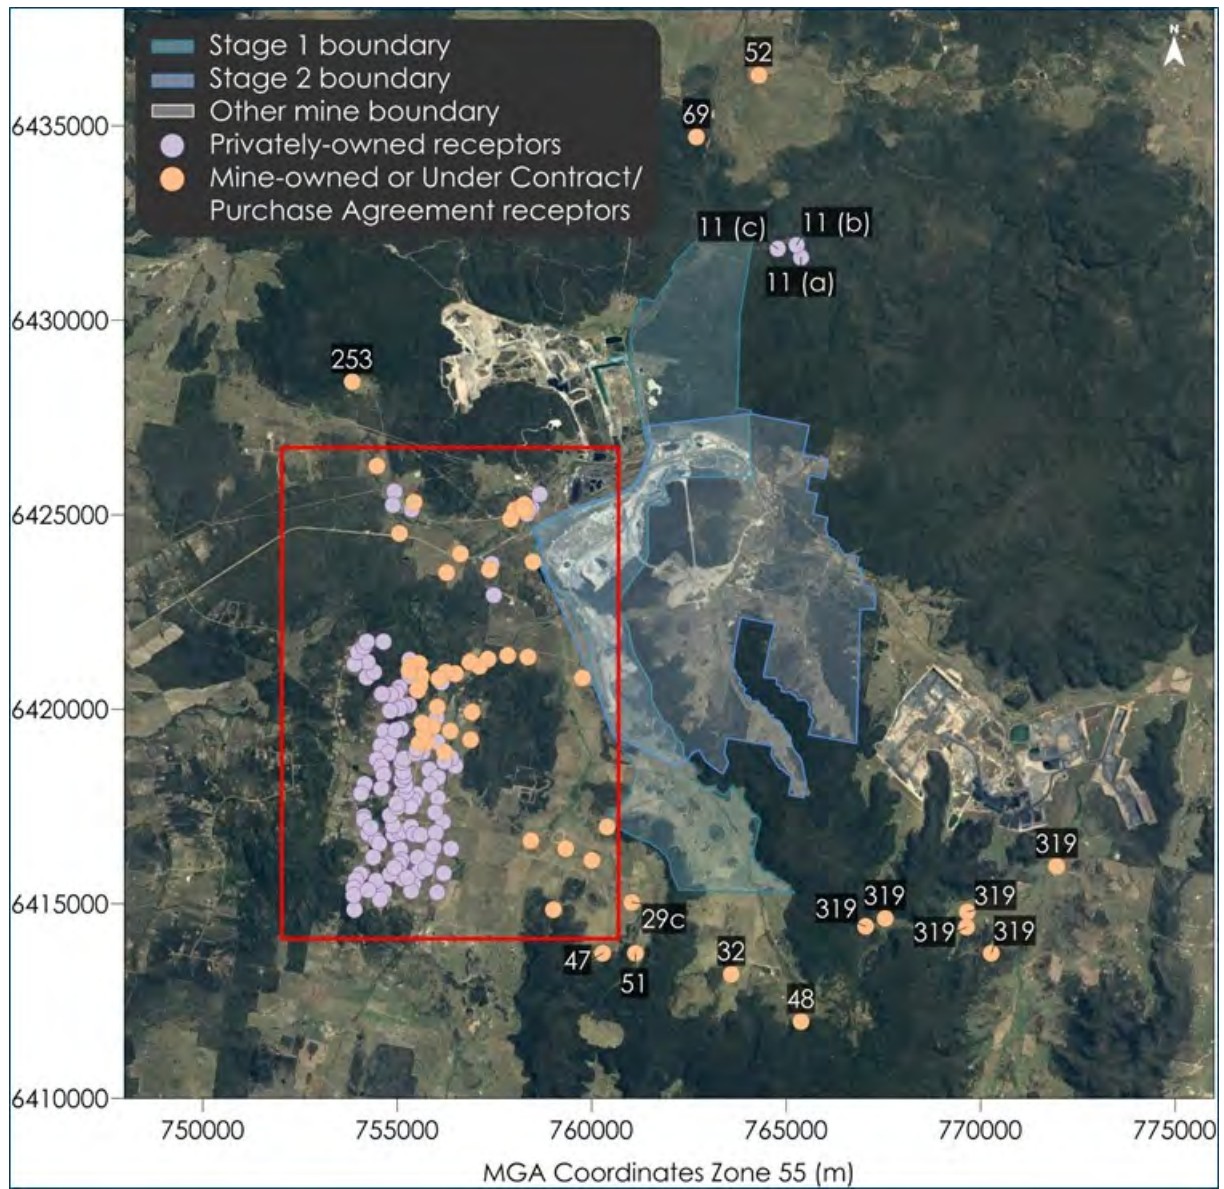 Stage 1 boundary
Stage 2 boundary
Other mine boundary
Privately-owned receptors
Mine-owned or Under Contract/
Purchase Agreement receptors
N
52
69
11 (c)
11 (b)
11 (a)
253
319
319
319
319
319
319
29c
47
51
32
48
6435000
6430000
6425000
6420000
6415000
6410000
750000
755000
760000
765000
770000
775000
MGA Coordinates Zone 55 (m)